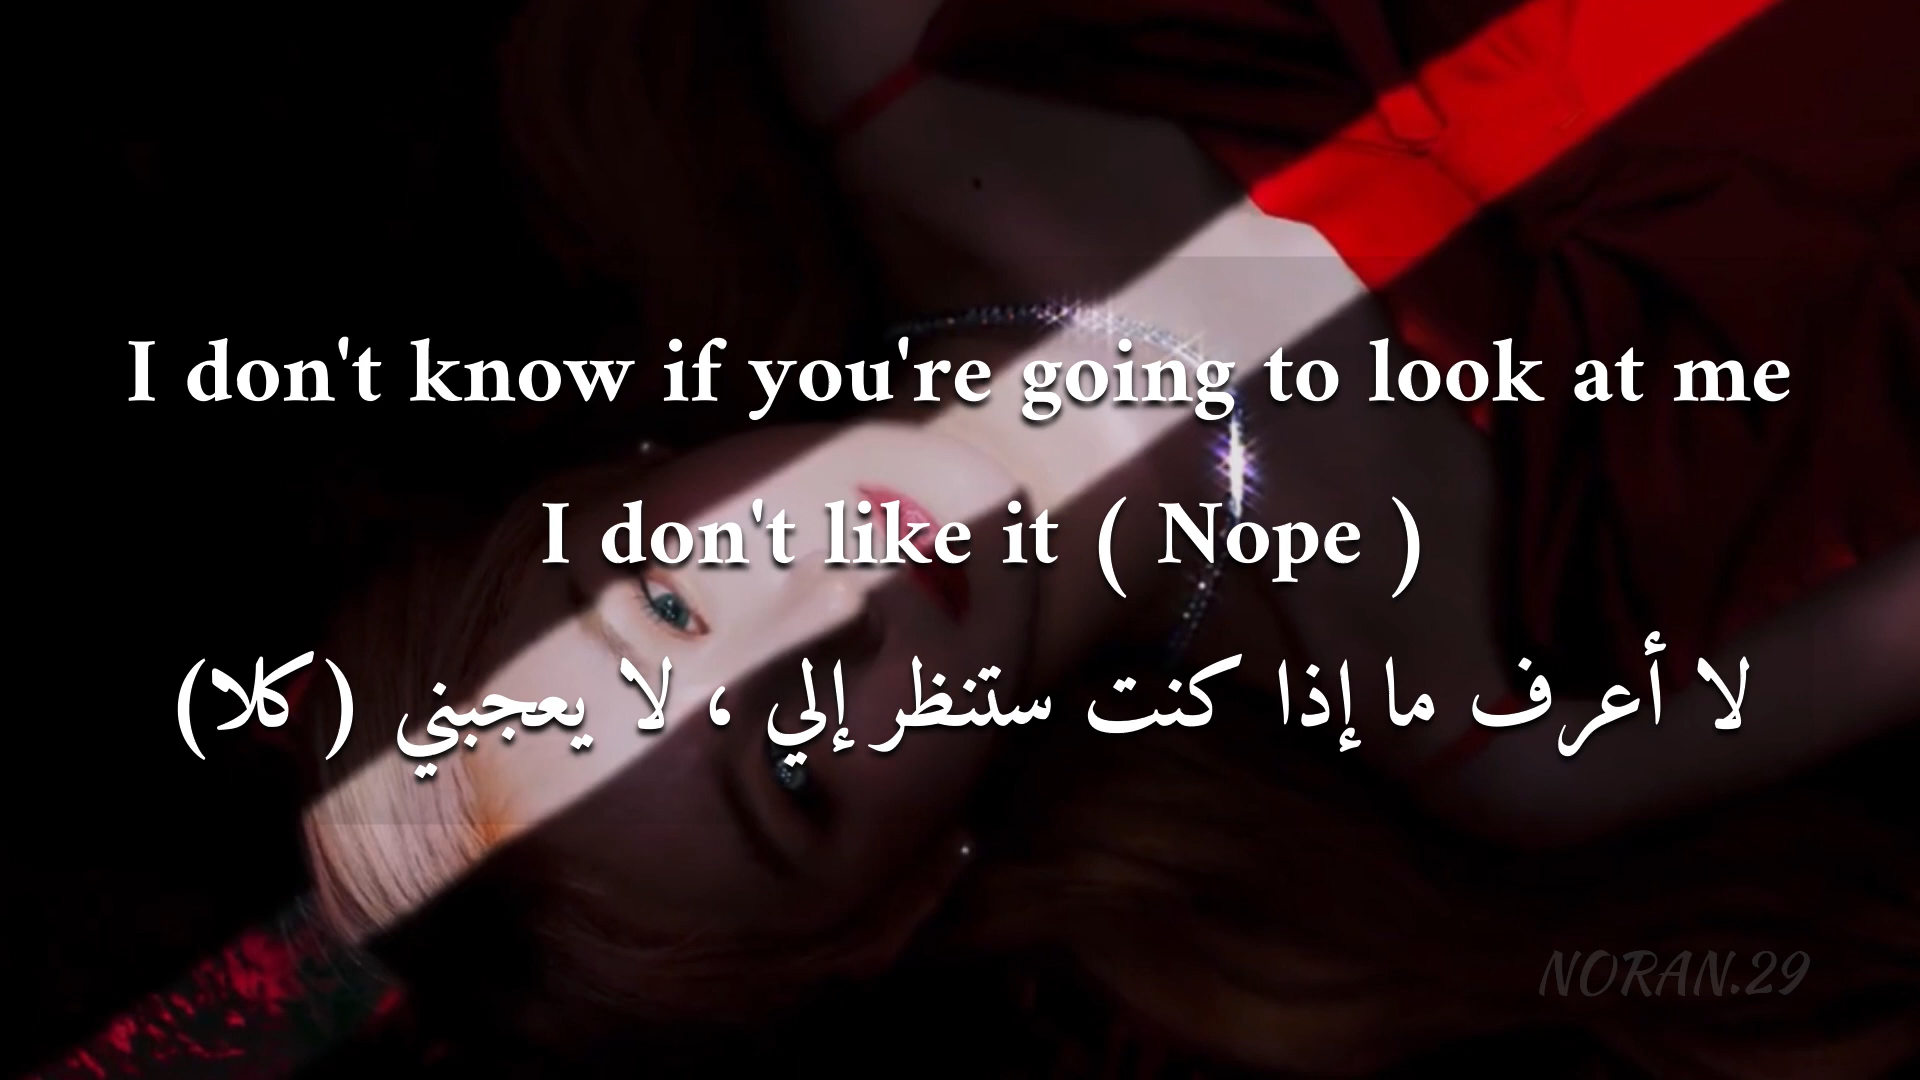 I don't know if you're going to look at me
I don't like it ( Nope )
لا أعرف ما إذا كنت ستنظر إلي ، لا يعجبني (كلا)
NORAN.29